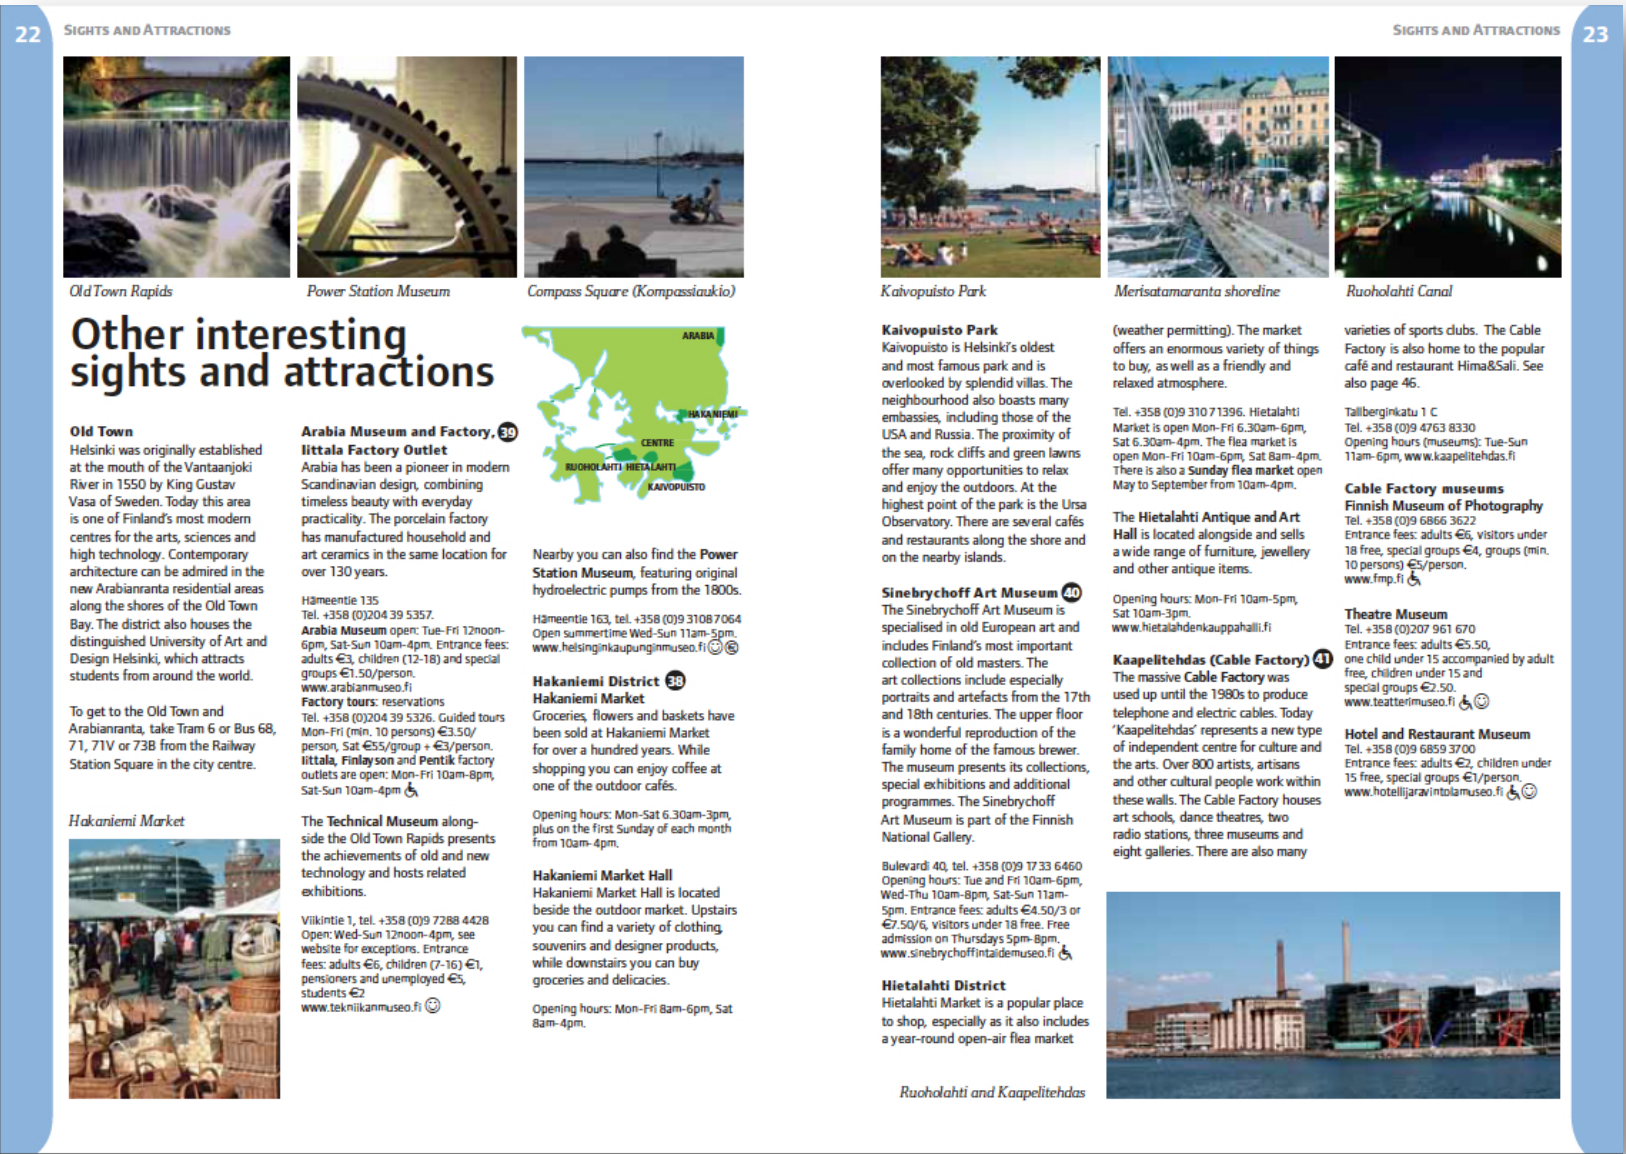 22
SIGHTS AND ATTRACTIONS
SIGHTS AND ATTRACTIONS
23
Old Town Rapids
Power Station Museum
Compass Square (Kompassiaukio)
Kaivopuisto Park
Merisatamaranta shoreline
Ruoholahti Canal
Other interesting
sights and attractions
ARABIA
HAKANIEMI
CENTRE
RUOHOLAHTI HIETALAHTI
KAIVOPUISTO
Old Town
Helsinki was originally established
at the mouth of the Vantaanjoki
River in 1550 by King Gustav
Vasa of Sweden. Today this area
is one of Finland's most modern
centres for the arts, sciences and
high technology. Contemporary
architecture can be admired in the
new Arabianranta residential areas
along the shores of the Old Town
Bay. The district also houses the
distinguished University of Art and
Design Helsinki, which attracts
students from around the world.
To get to the Old Town and
Arabianranta, take Tram 6 or Bus 68,
71, 71V or 73B from the Railway
Station Square in the city centre.
Hakaniemi Market
Arabia Museum and Factory, 39
Iittala Factory Outlet
Arabia has been a pioneer in modern
Scandinavian design, combining
timeless beauty with everyday
practicality. The porcelain factory
has manufactured household and
art ceramics in the same location for
over 130 years.
Hämeentie 135
Tel. +358 (0)204 39 5357.
Arabia Museum open: Tue-Fri 12noon-
6pm, Sat-Sun 10am-4pm. Entrance fees:
adults €3, children (12-18) and special
groups €1.50/person.
www.arabianmuseo.fi
Factory tours: reservations
Tel. +358 (0)204 39 5326. Guided tours
Mon-Fri (min. 10 persons) €3.50/
person, Sat €55/group + €3/person.
Iittala, Finlayson and Pentik factory
outlets are open: Mon-Fri 10am-8pm,
Sat-Sun 10am-4pm
The Technical Museum along-
side the Old Town Rapids presents
the achievements of old and new
technology and hosts related
exhibitions.
Viikintie 1, tel. +358 (0)9 7288 4428
Open: Wed-Sun 12noon-4pm, see
website for exceptions. Entrance
fees: adults €6, children (7-16) €1,
pensioners and unemployed €5,
students €2
www.tekniikanmuseo.fi
Nearby you can also find the Power
Station Museum, featuring original
hydroelectric pumps from the 1800s.
Hämeentie 163, tel. +358 (0)9 3108 7064
Open summertime Wed-Sun 11am-5pm.
www.helsinginkaupunginmuseo.fi
Hakaniemi District 38
Hakaniemi Market
Groceries, flowers and baskets have
been sold at Hakaniemi Market
for over a hundred years. While
shopping you can enjoy coffee at
one of the outdoor cafés.
Opening hours: Mon-Sat 6.30am-3pm,
plus on the first Sunday of each month
from 10am-4pm.
Hakaniemi Market Hall
Hakaniemi Market Hall is located
beside the outdoor market. Upstairs
you can find a variety of clothing,
souvenirs and designer products,
while downstairs you can buy
groceries and delicacies.
Opening hours: Mon-Fri 8am-6pm, Sat
8am-4pm.
Kaivopuisto Park
Kaivopuisto is Helsinki's oldest
and most famous park and is
overlooked by splendid villas. The
neighbourhood also boasts many
embassies, including those of the
USA and Russia. The proximity of
the sea, rock cliffs and green lawns
offer many opportunities to relax
and enjoy the outdoors. At the
highest point of the park is the Ursa
Observatory. There are several cafés
and restaurants along the shore and
on the nearby islands.
Sinebrychoff Art Museum 40
The Sinebrychoff Art Museum is
specialised in old European art and
includes Finland's most important
collection of old masters. The
art collections include especially
portraits and artefacts from the 17th
and 18th centuries. The upper floor
is a wonderful reproduction of the
family home of the famous brewer.
The museum presents its collections,
special exhibitions and additional
programmes. The Sinebrychoff
Art Museum is part of the Finnish
National Gallery.
Bulevardi 40, tel. +358 (0)9 1733 6460
Opening hours: Tue and Fri 10am-6pm,
Wed-Thu 10am-8pm, Sat-Sun 11am-
5pm. Entrance fees: adults €4.50/3 or
€7.50/6, visitors under 18 free. Free
admission on Thursdays 5pm-8pm.
www.sinebrychoffintaidemuseo.fi
Hietalahti District
Hietalahti Market is a popular place
to shop, especially as it also includes
a year-round open-air flea market
Ruoholahti and Kaapelitehdas
(weather permitting). The market
offers an enormous variety of things
to buy, as well as a friendly and
relaxed atmosphere.
Tel. +358 (0)9 310 71396. Hietalahti
Market is open Mon-Fri 6.30am-6pm,
Sat 6.30am-4pm. The flea market is
open Mon-Fri 10am-6pm, Sat 8am-4pm.
There is also a Sunday flea market open
May to September from 10am-4pm.
The Hietalahti Antique and Art
Hall is located alongside and sells
a wide range of furniture, jewellery
and other antique items.
Opening hours: Mon-Fri 10am-5pm,
Sat 10am-3pm.
www.hietalahdenkauppahalli.fi
Kaapelitehdas (Cable Factory) 41
The massive Cable Factory was
used up until the 1980s to produce
telephone and electric cables. Today
'Kaapelitehdas' represents a new type
of independent centre for culture and
the arts. Over 800 artists, artisans
and other cultural people work within
these walls. The Cable Factory houses
art schools, dance theatres, two
radio stations, three museums and
eight galleries. There are also many
varieties of sports clubs. The Cable
Factory is also home to the popular
café and restaurant Hima&Sali. See
also page 46.
Tallberginkatu 1 C
Tel. +358 (0)9 4763 8330
Opening hours (museums): Tue-Sun
11am-6pm, www.kaapelitehdas.fi
Cable Factory museums
Finnish Museum of Photography
Tel. +358 (0)9 6866 3622
Entrance fees: adults €6, visitors under
18 free, special groups €4, groups (min.
10 persons) €5/person.
www.fmp.fi
Theatre Museum
Tel. +358 (0)207 961 670
Entrance fees: adults €5.50,
one child under 15 accompanied by adult
free, children under 15 and
special groups €2.50.
www.teatterimuseo.fi
Hotel and Restaurant Museum
Tel. +358 (0)9 6859 3700
Entrance fees: adults €2, children under
15 free, special groups €1/person.
www.hotellijaravintolamuseo.fi